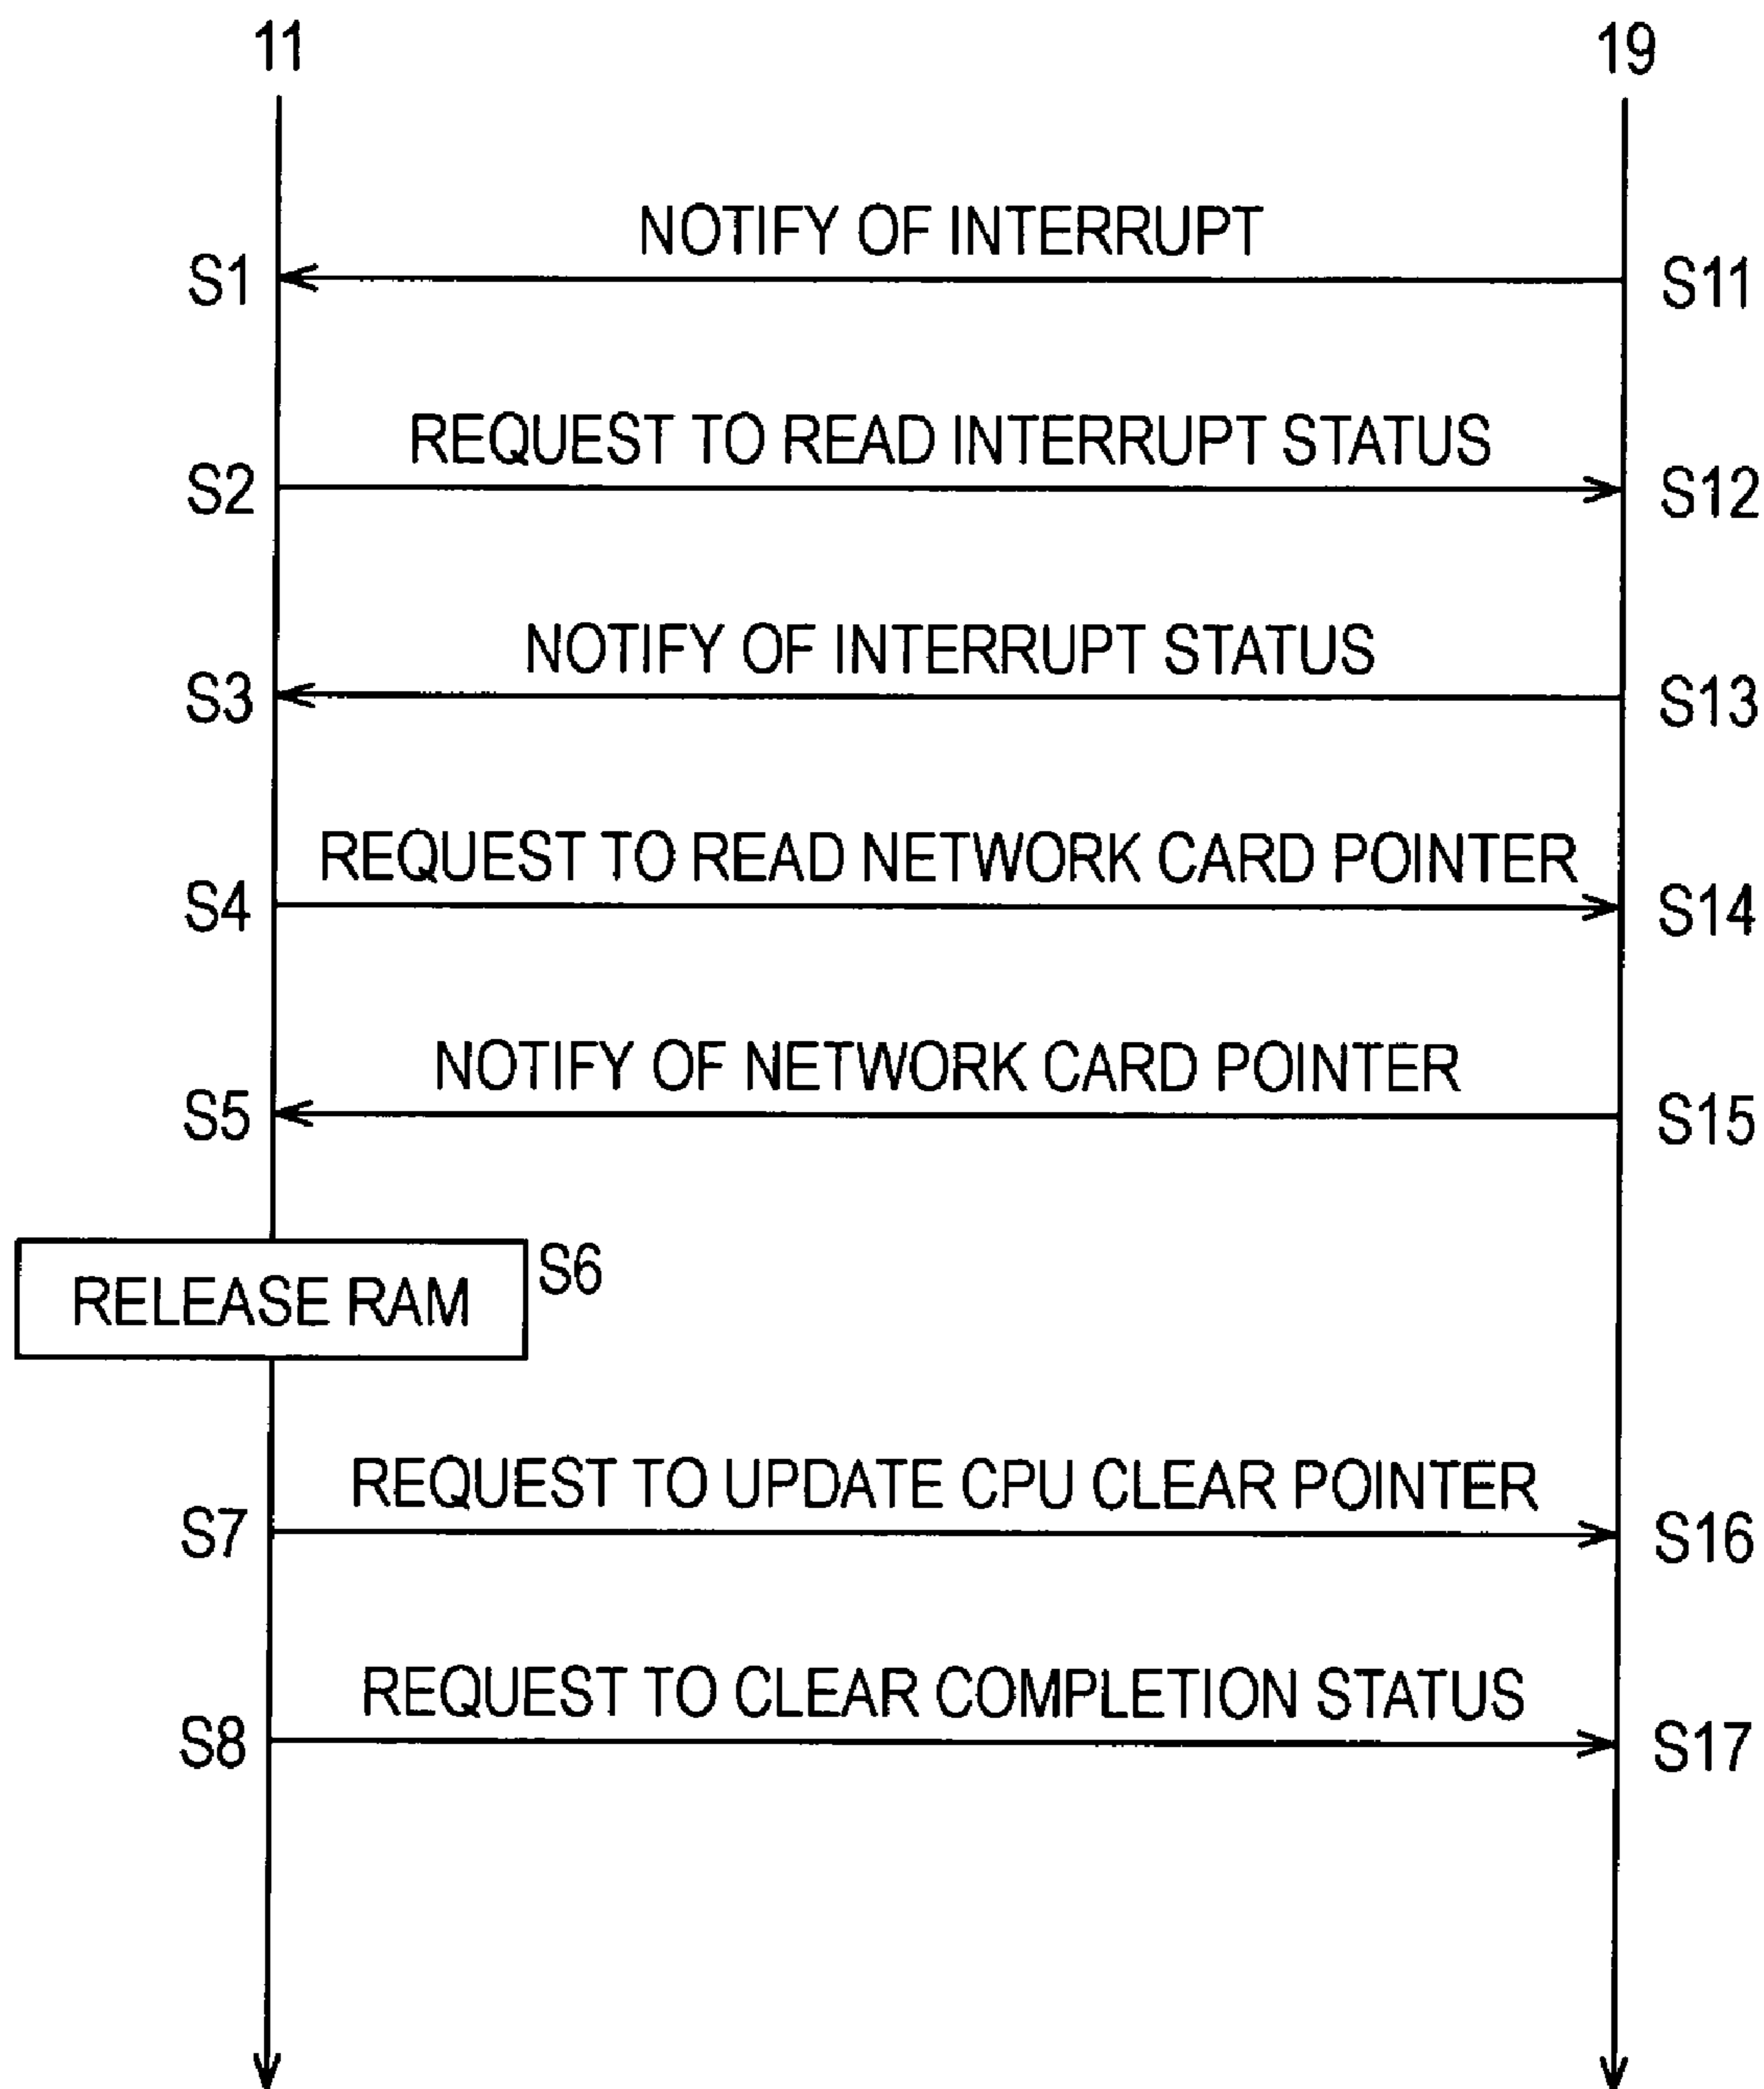 11 19
NOTIFY OF INTERRUPT
S1 S11
REQUEST TO READ INTERRUPT STATUS
S2 S12
NOTIFY OF INTERRUPT STATUS
S3 S13
REQUEST TO READ NETWORK CARD POINTER
S4 S14
NOTIFY OF NETWORK CARD POINTER
S5 S15
S6
RELEASE RAM
REQUEST TO UPDATE CPU CLEAR POINTER
S7 S16
REQUEST TO CLEAR COMPLETION STATUS
S8 S17